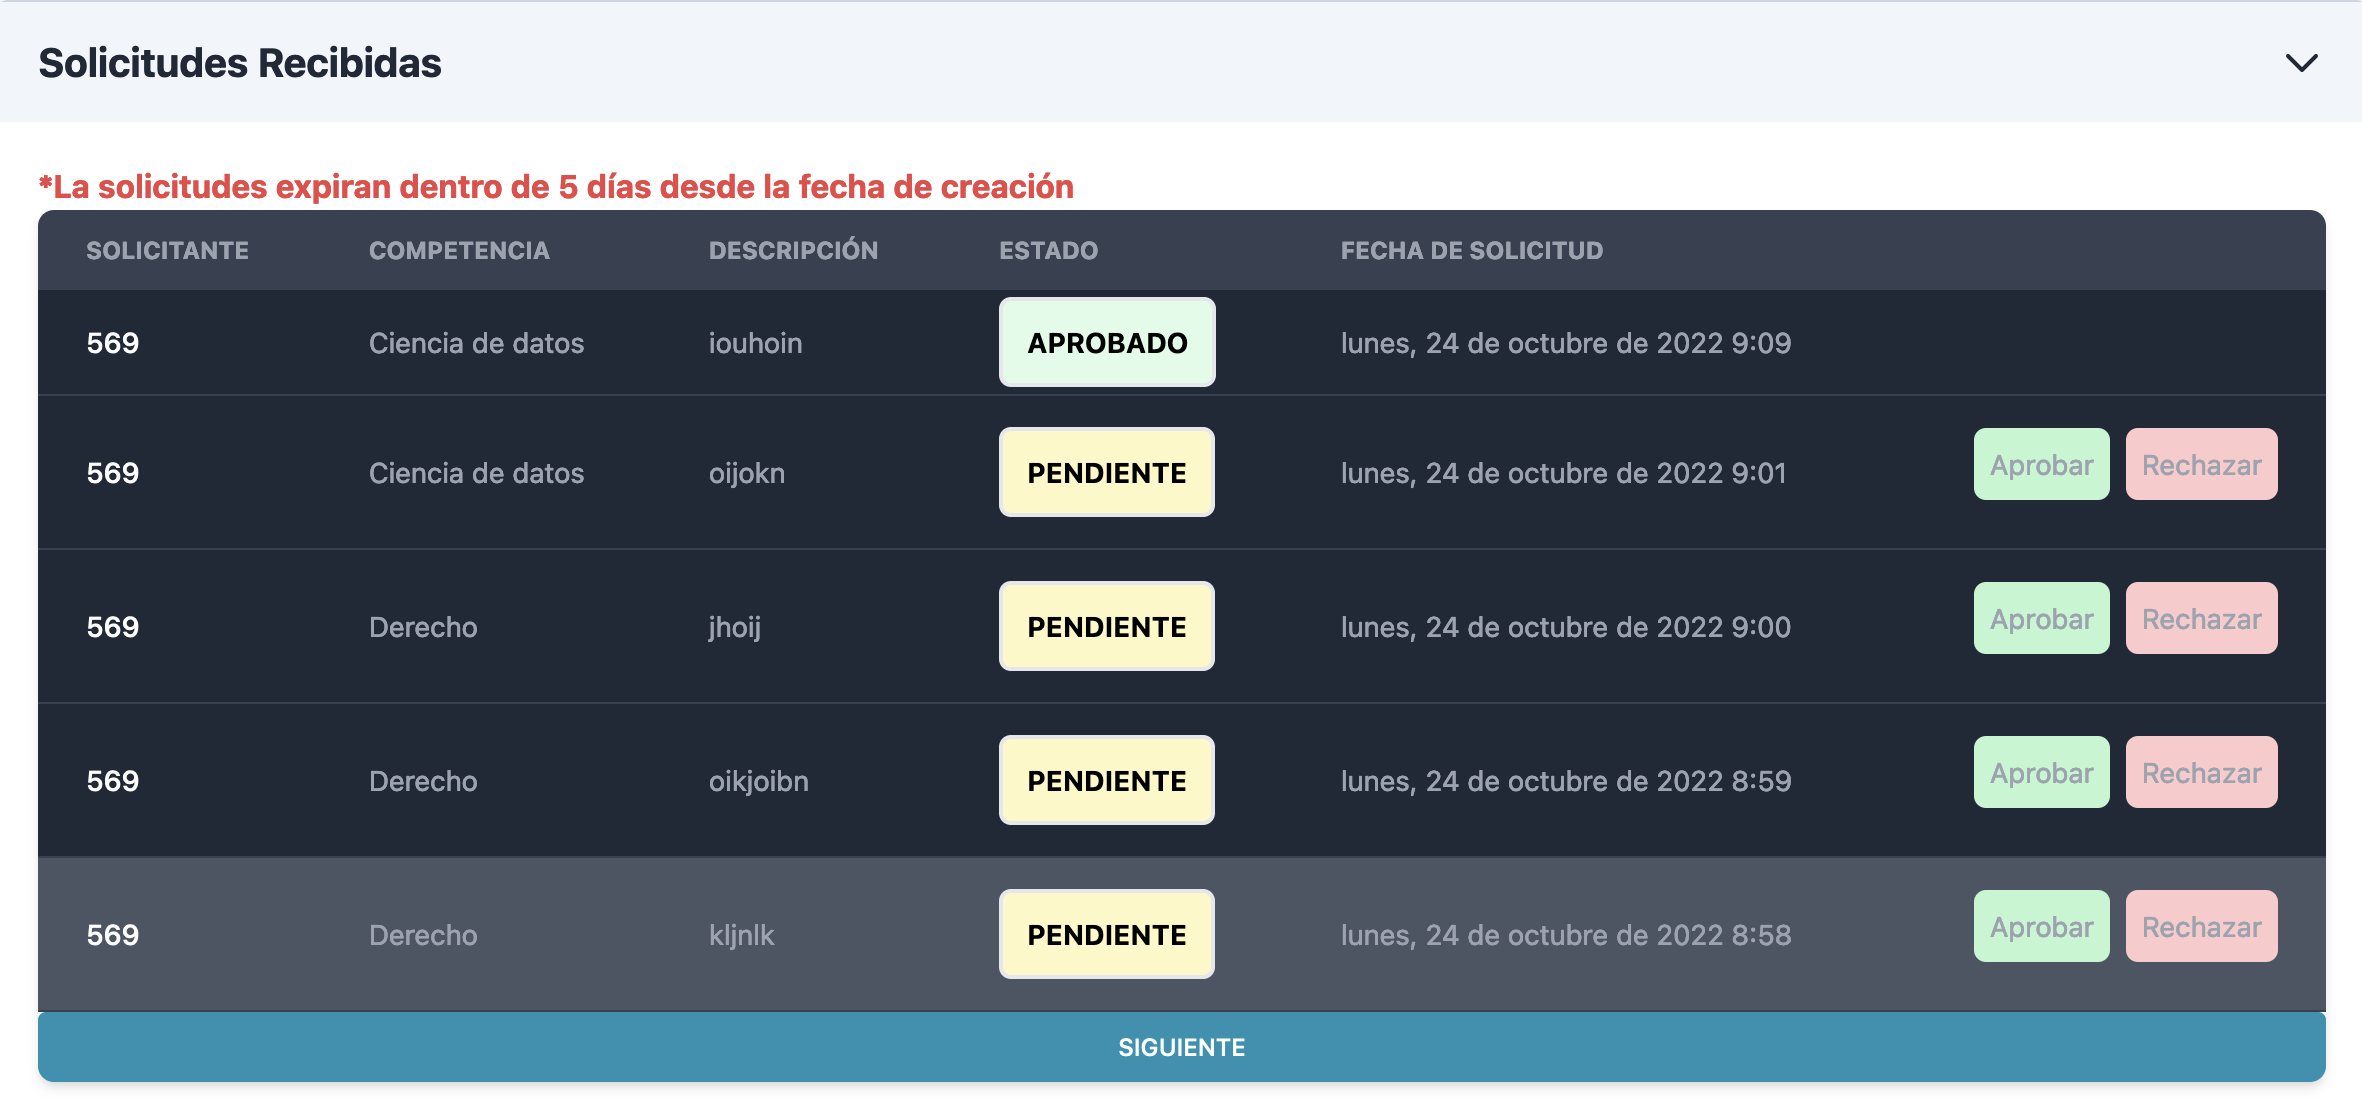 Solicitudes Recibidas
*La solicitudes expiran dentro de 5 días desde la fecha de creación
SOLICITANTE COMPETENCIA DESCRIPCIÓN ESTADO FECHA DE SOLICITUD
569 Ciencia de datos iouhoin APROBADO lunes, 24 de octubre de 2022 9:09
569 Ciencia de datos oijokn PENDIENTE lunes, 24 de octubre de 2022 9:01 Aprobar Rechazar
569 Derecho jhoij PENDIENTE lunes, 24 de octubre de 2022 9:00 Aprobar Rechazar
569 Derecho oikjoibn PENDIENTE lunes, 24 de octubre de 2022 8:59 Aprobar Rechazar
569 Derecho kljnlk PENDIENTE lunes, 24 de octubre de 2022 8:58 Aprobar Rechazar
SIGUIENTE